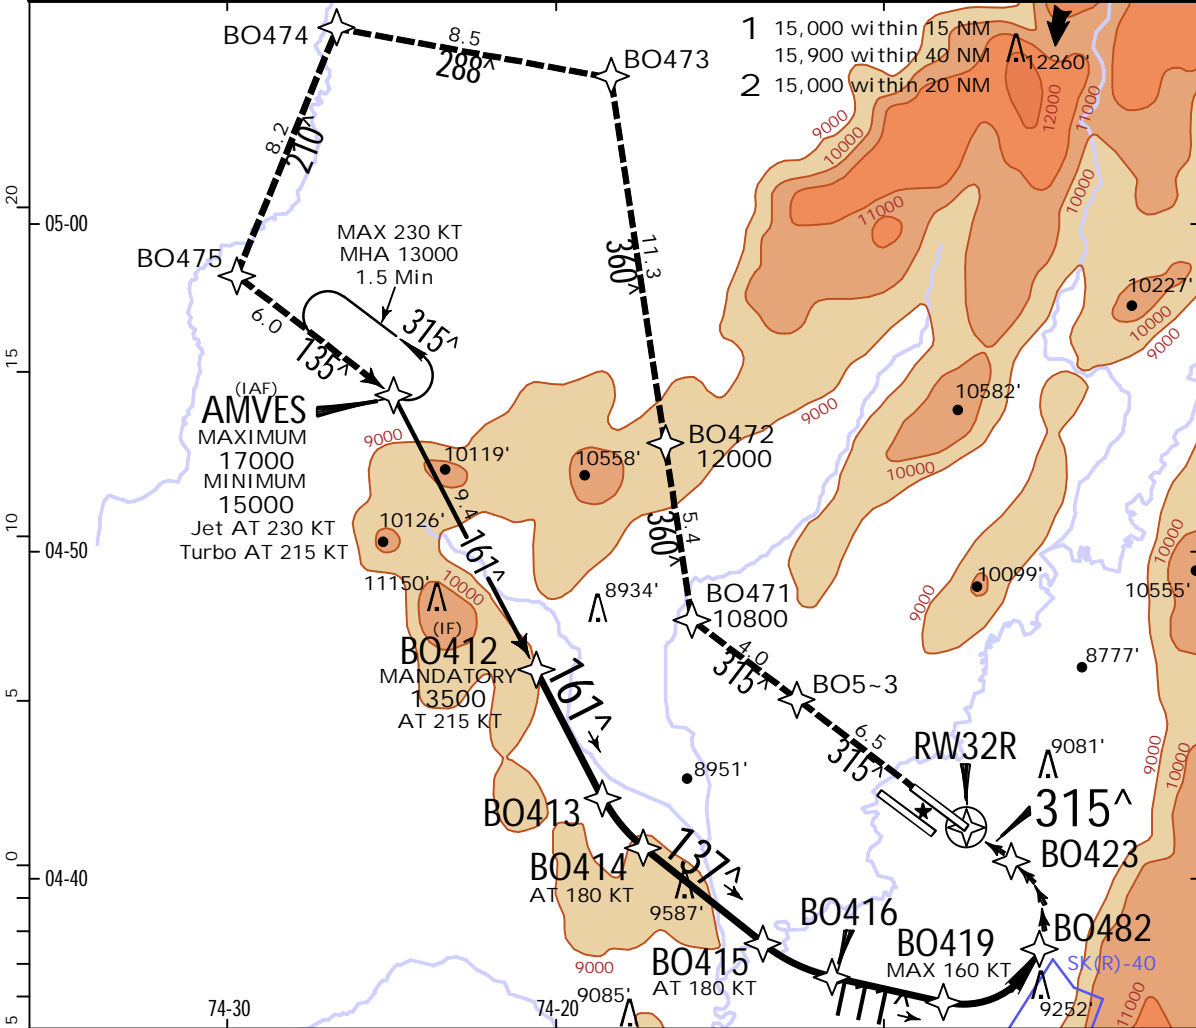 1 15,000 within 15 NM
15,900 within 40 NM
2 15,000 within 20 NM
BO474
8.5
288^
BO473
12260'
9000
10000
11000
12000
11000
10000
8.2
210^
20
05-00
BO475
MAX 230 KT
MHA 13000
1.5 Min
315^
11.3
360^
10227'
10000
9000
6.0
135^
15
(IAF)
AMVES
MAXIMUM
17000
MINIMUM
15000
Jet AT 230 KT
Turbo AT 215 KT
9000
10119'
10558'
BO472
12000
9000
10582'
10000
9.4
161^
10126'
10
04-50
5.4
360^
10000
11150'
10000
8934'
BO471
10800
10099'
9000
10555'
(IF)
BO412
MANDATORY
13500
AT 215 KT
161^
4.0
315^
BO5~3
8777'
5
6.5
315^
RW32R
9081'
9000
10000
8951'
BO413
315^
BO423
137^
BO414
AT 180 KT
9587'
0
04-40
BO416
BO419
MAX 160 KT
BO482
SK(R)-40
BO415
AT 180 KT
9000
9085'
9252'
11000
74-30
74-20
5